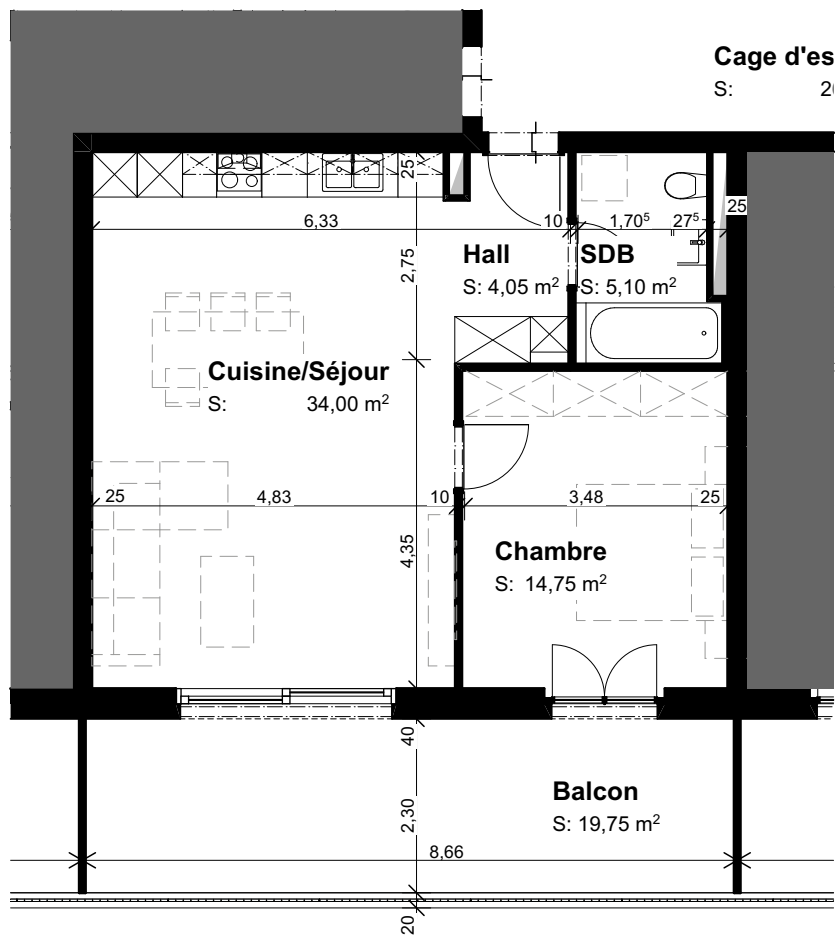 Cage d'es
S: 20
25
6,33 10 1,70⁵ 27⁵ 25
Hall SDB
S: 4,05 m² S: 5,10 m²
2,75
Cuisine/Séjour
S: 34,00 m²
25 4,83 10 3,48 25
4,35
Chambre
S: 14,75 m²
40
Balcon
S: 19,75 m²
2,30
8,66
20